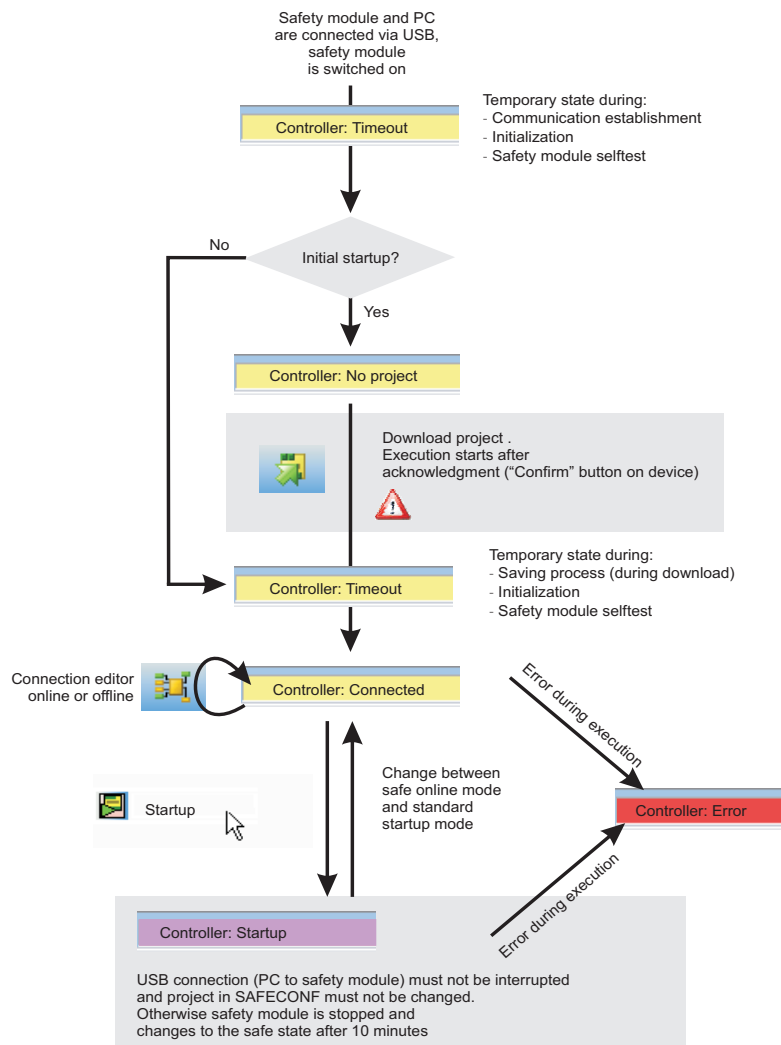 Safety module and PC
are connected via USB,
safety module
is switched on
Controller: Timeout
Temporary state during:
- Communication establishment
- Initialization
- Safety module selftest
No
Initial startup?
Yes
Controller: No project
Download project .
Execution starts after
acknowledgment (“Confirm” button on device)
Controller: Timeout
Temporary state during:
- Saving process (during download)
- Initialization
- Safety module selftest
Connection editor
online or offline
Controller: Connected
Error during execution
Startup
Change between
safe online mode
and standard
startup mode
Controller: Error
Error during execution
Controller: Startup
USB connection (PC to safety module) must not be interrupted
and project in SAFECONF must not be changed.
Otherwise safety module is stopped and
changes to the safe state after 10 minutes